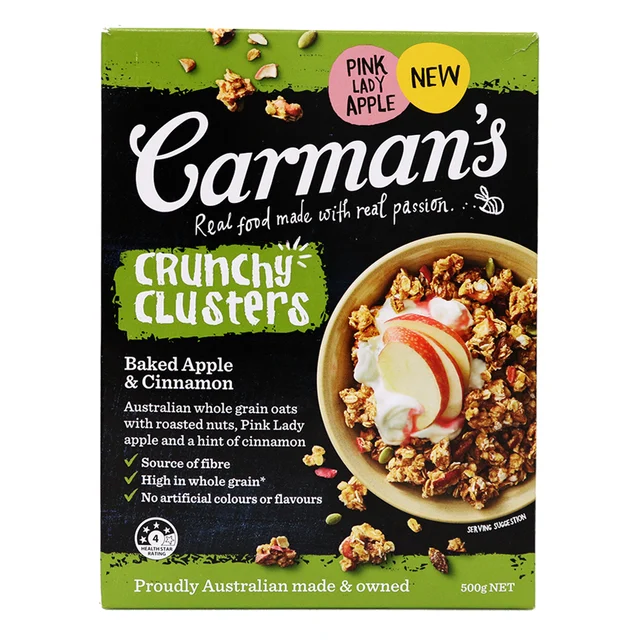 PINK
LADY
APPLE
NEW
Carman's
Real food made with real passion...
CRUNCHY
CLUSTERS
Baked Apple
& Cinnamon
Australian whole grain oats
with roasted nuts, Pink Lady
apple and a hint of cinnamon
✓ Source of fibre
✓ High in whole grain*
✓ No artificial colours or flavours
SERVING SUGGESTION
4
HEALTH STAR
RATING
Proudly Australian made & owned
500g NET